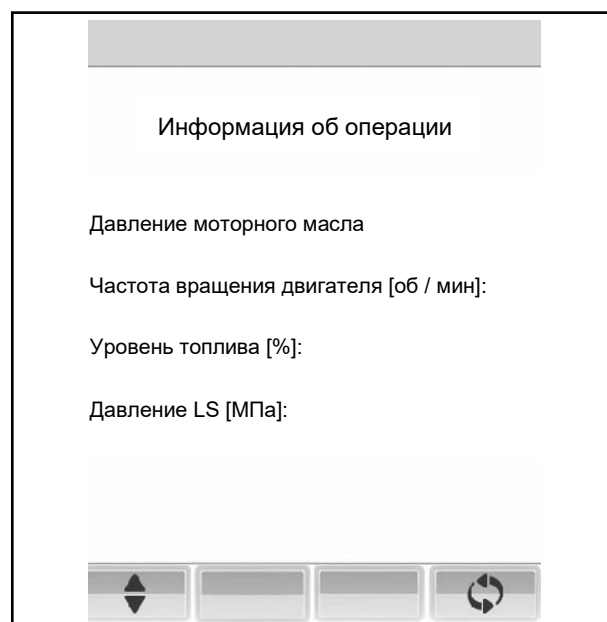 Информация об операции
Давление моторного масла
Частота вращения двигателя [об / мин]:
Уровень топлива [%]:
Давление LS [МПа]: